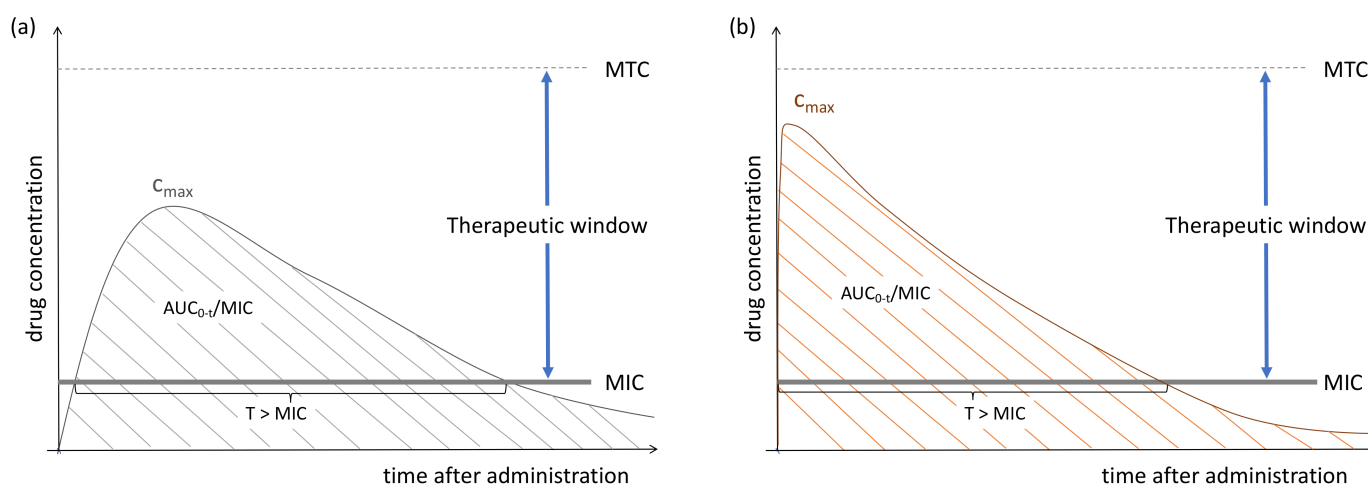 (a)
MTC
cmax
Therapeutic window
drug concentration
AUC0-t/MIC
MIC
T > MIC
time after administration
(b)
MTC
cmax
Therapeutic window
drug concentration
AUC0-t/MIC
MIC
T > MIC
time after administration